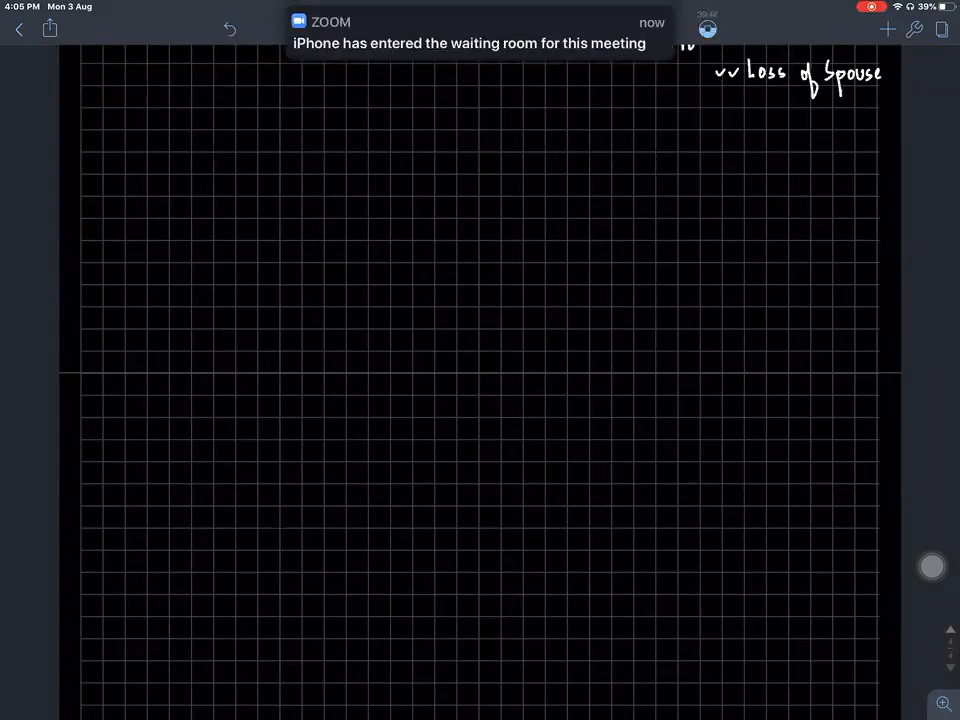 4:05 PM Mon 3 Aug
39%
ZOOM
now
iPhone has entered the waiting room for this meeting
✓✓ Loss of Spouse